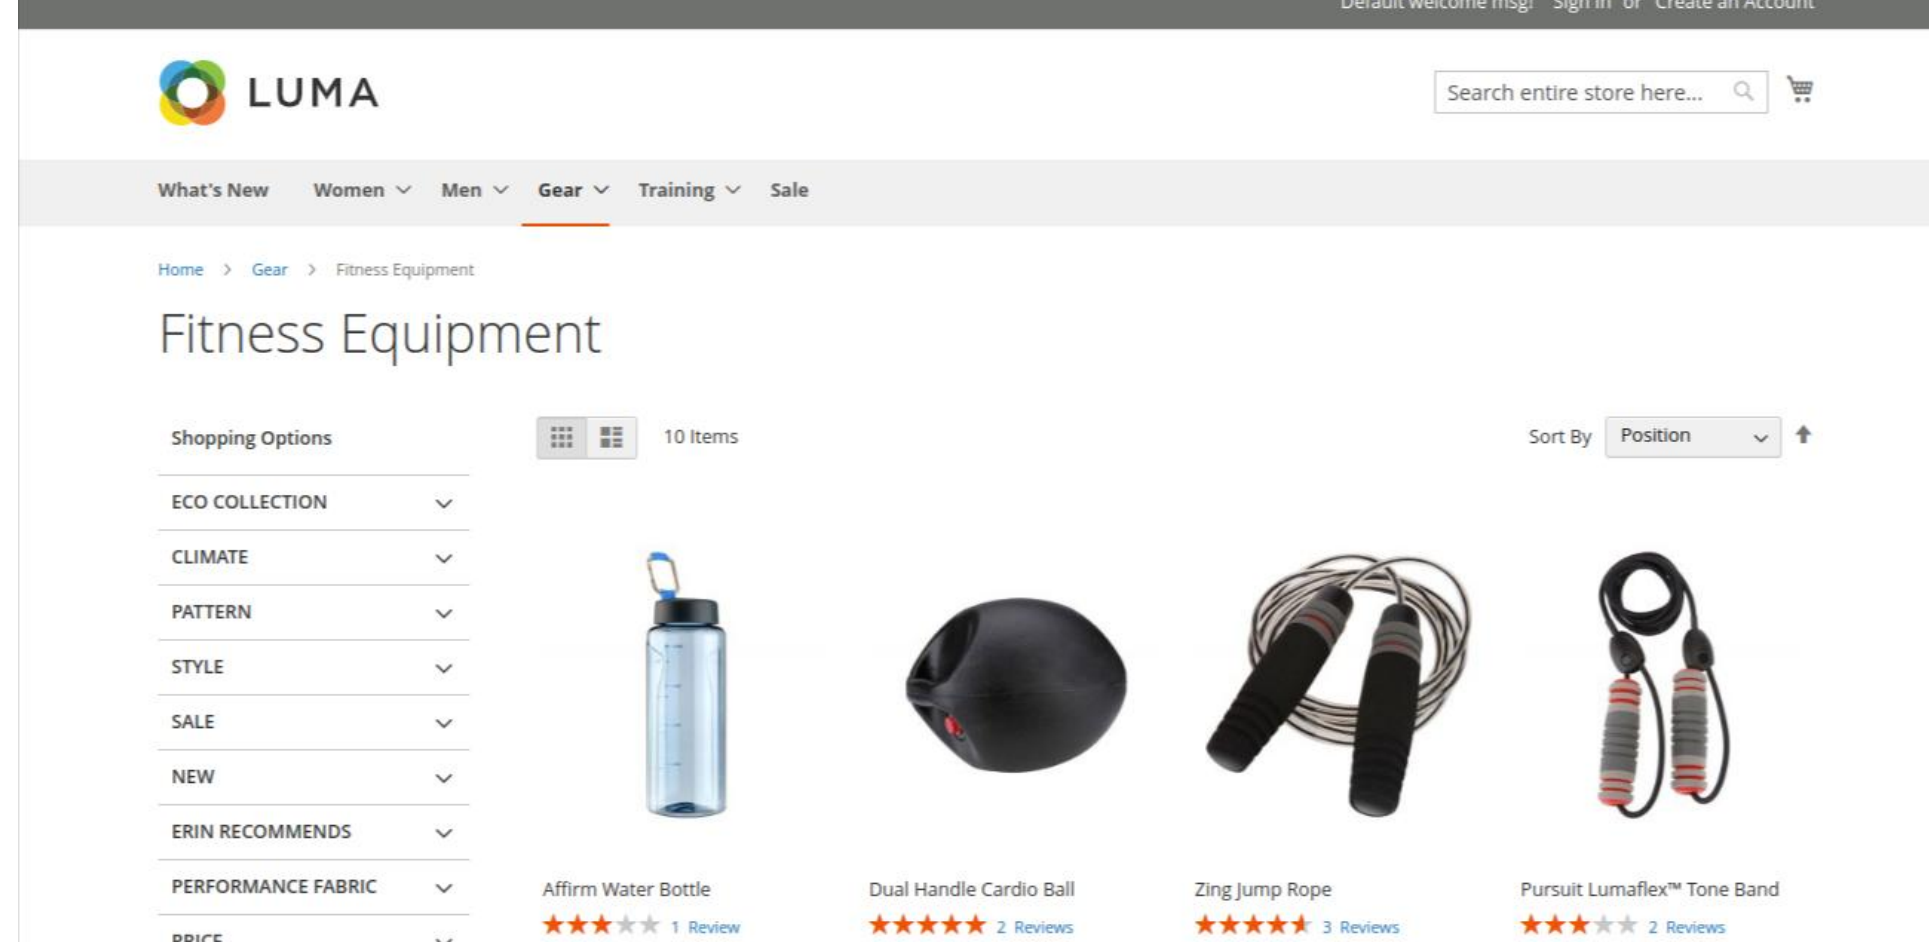 Default welcome msg! Sign In or Create an Account
LUMA
Search entire store here...
What's New Women Men Gear Training Sale
Home > Gear > Fitness Equipment
Fitness Equipment
Shopping Options
10 Items
Sort By Position
ECO COLLECTION
CLIMATE
PATTERN
STYLE
SALE
NEW
ERIN RECOMMENDS
PERFORMANCE FABRIC
PRICE
Affirm Water Bottle
1 Review
Dual Handle Cardio Ball
2 Reviews
Zing Jump Rope
3 Reviews
Pursuit Lumaflex™ Tone Band
2 Reviews